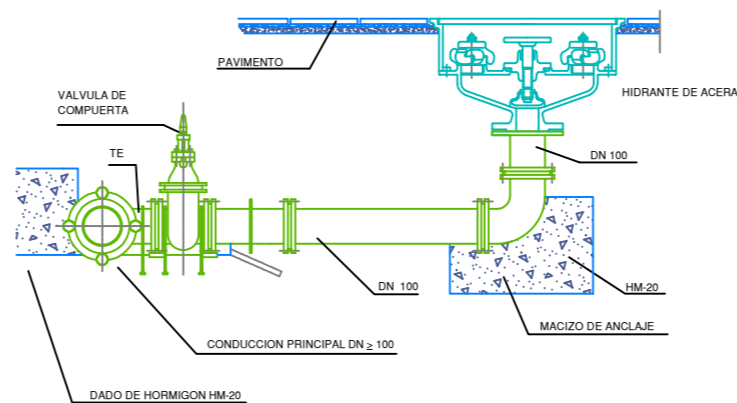 PAVIMENTO
HIDRANTE DE ACERA
VALVULA DE
COMPUERTA
TE
DN 100
DN 100
HM-20
MACIZO DE ANCLAJE
CONDUCCION PRINCIPAL DN ≥ 100
DADO DE HORMIGON HM-20